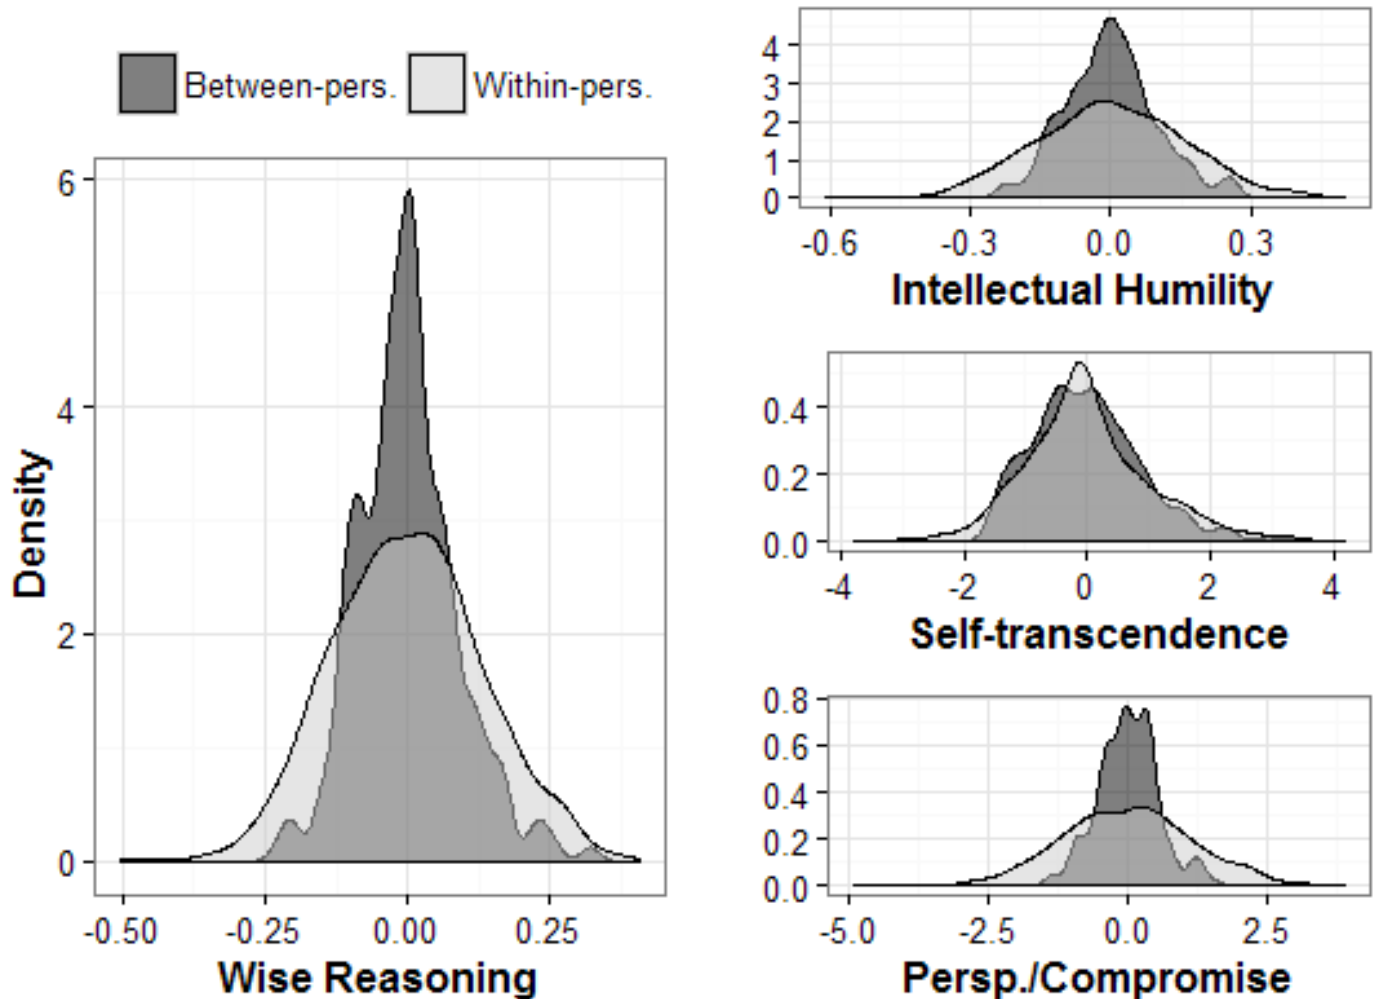 Between-pers. Within-pers.
Density
6
4
2
0
-0.50 -0.25 0.00 0.25
Wise Reasoning
4
3
2
1
0
-0.6 -0.3 0.0 0.3
Intellectual Humility
0.4
0.2
0.0
-4 -2 0 2 4
Self-transcendence
0.8
0.6
0.4
0.2
0.0
-5.0 -2.5 0.0 2.5
Persp./Compromise